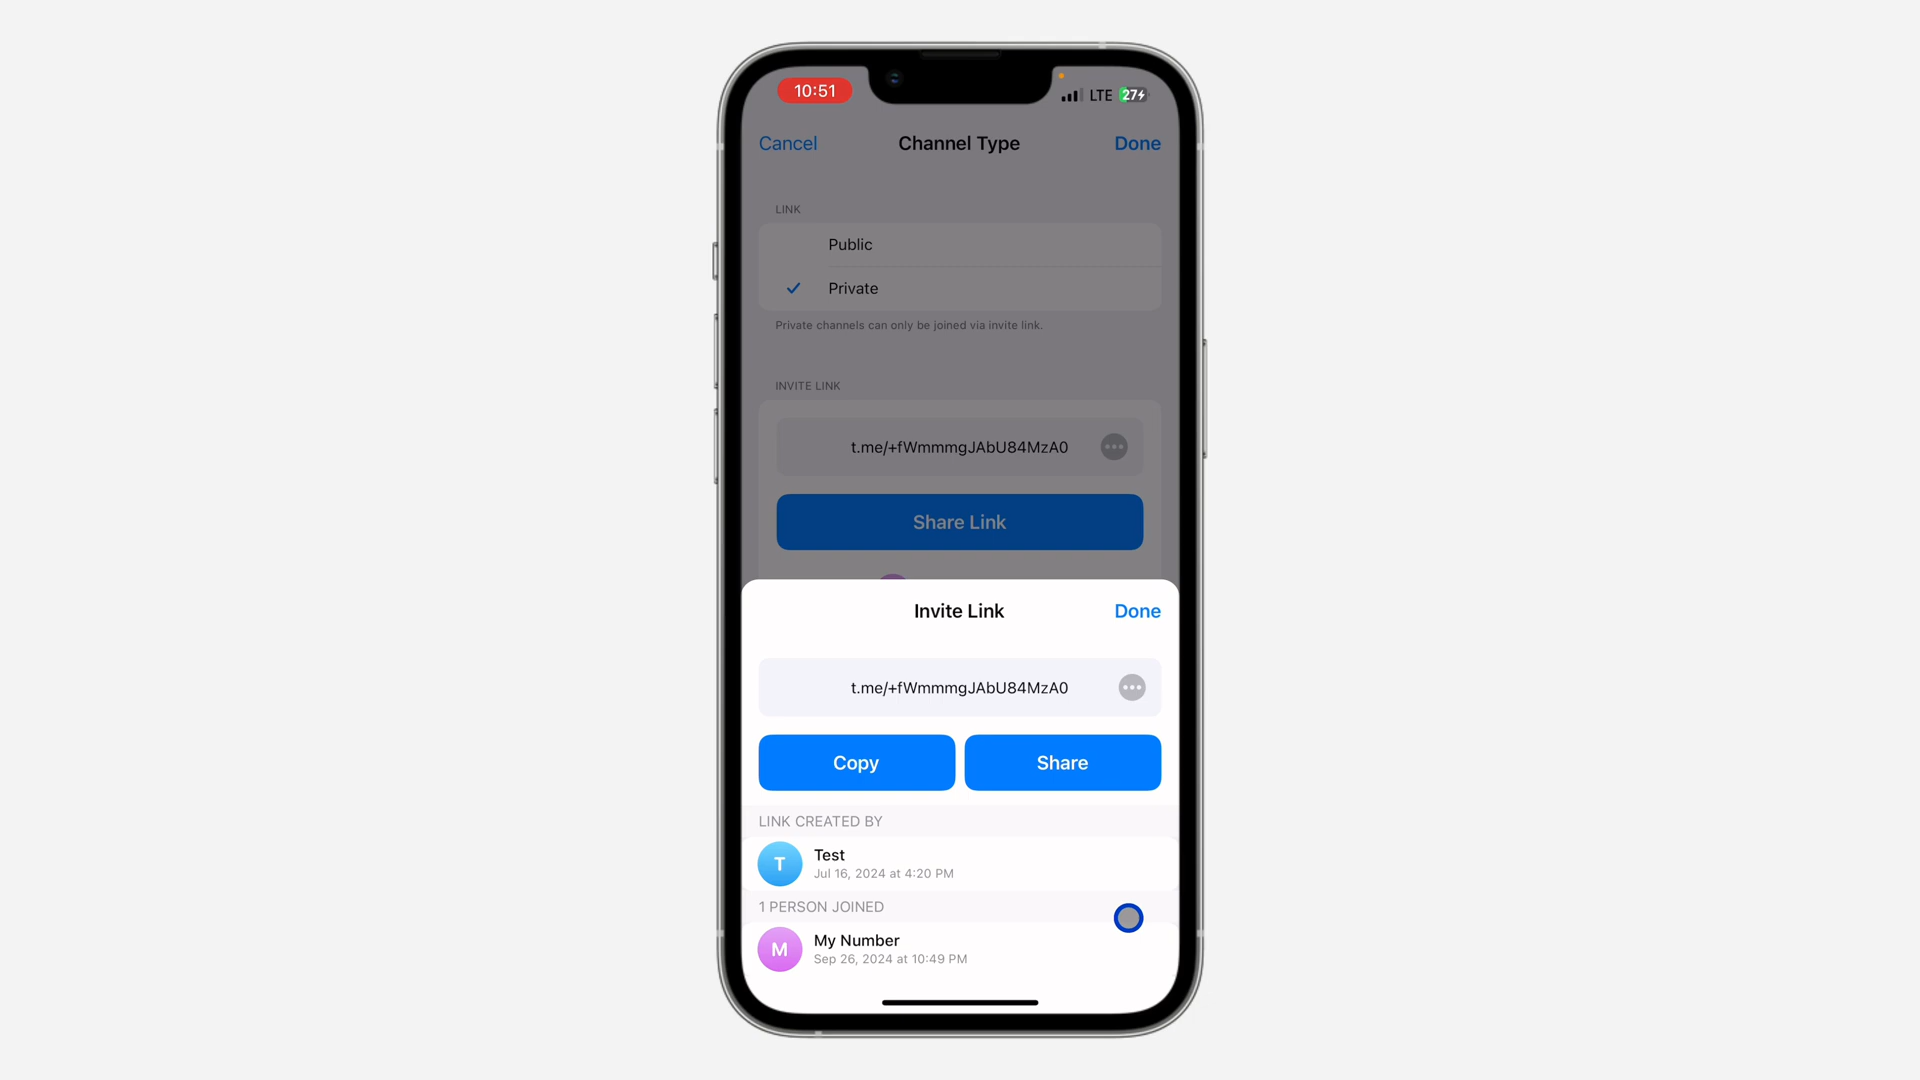 10:51
LTE 27
Cancel Channel Type Done
LINK
Public
Private
Private channels can only be joined via invite link.
INVITE LINK
t.me/+fWmmmgJAbU84MzA0
Share Link
Invite Link Done
t.me/+fWmmmgJAbU84MzA0
Copy Share
LINK CREATED BY
T
Test
Jul 16, 2024 at 4:20 PM
1 PERSON JOINED
M
My Number
Sep 26, 2024 at 10:49 PM